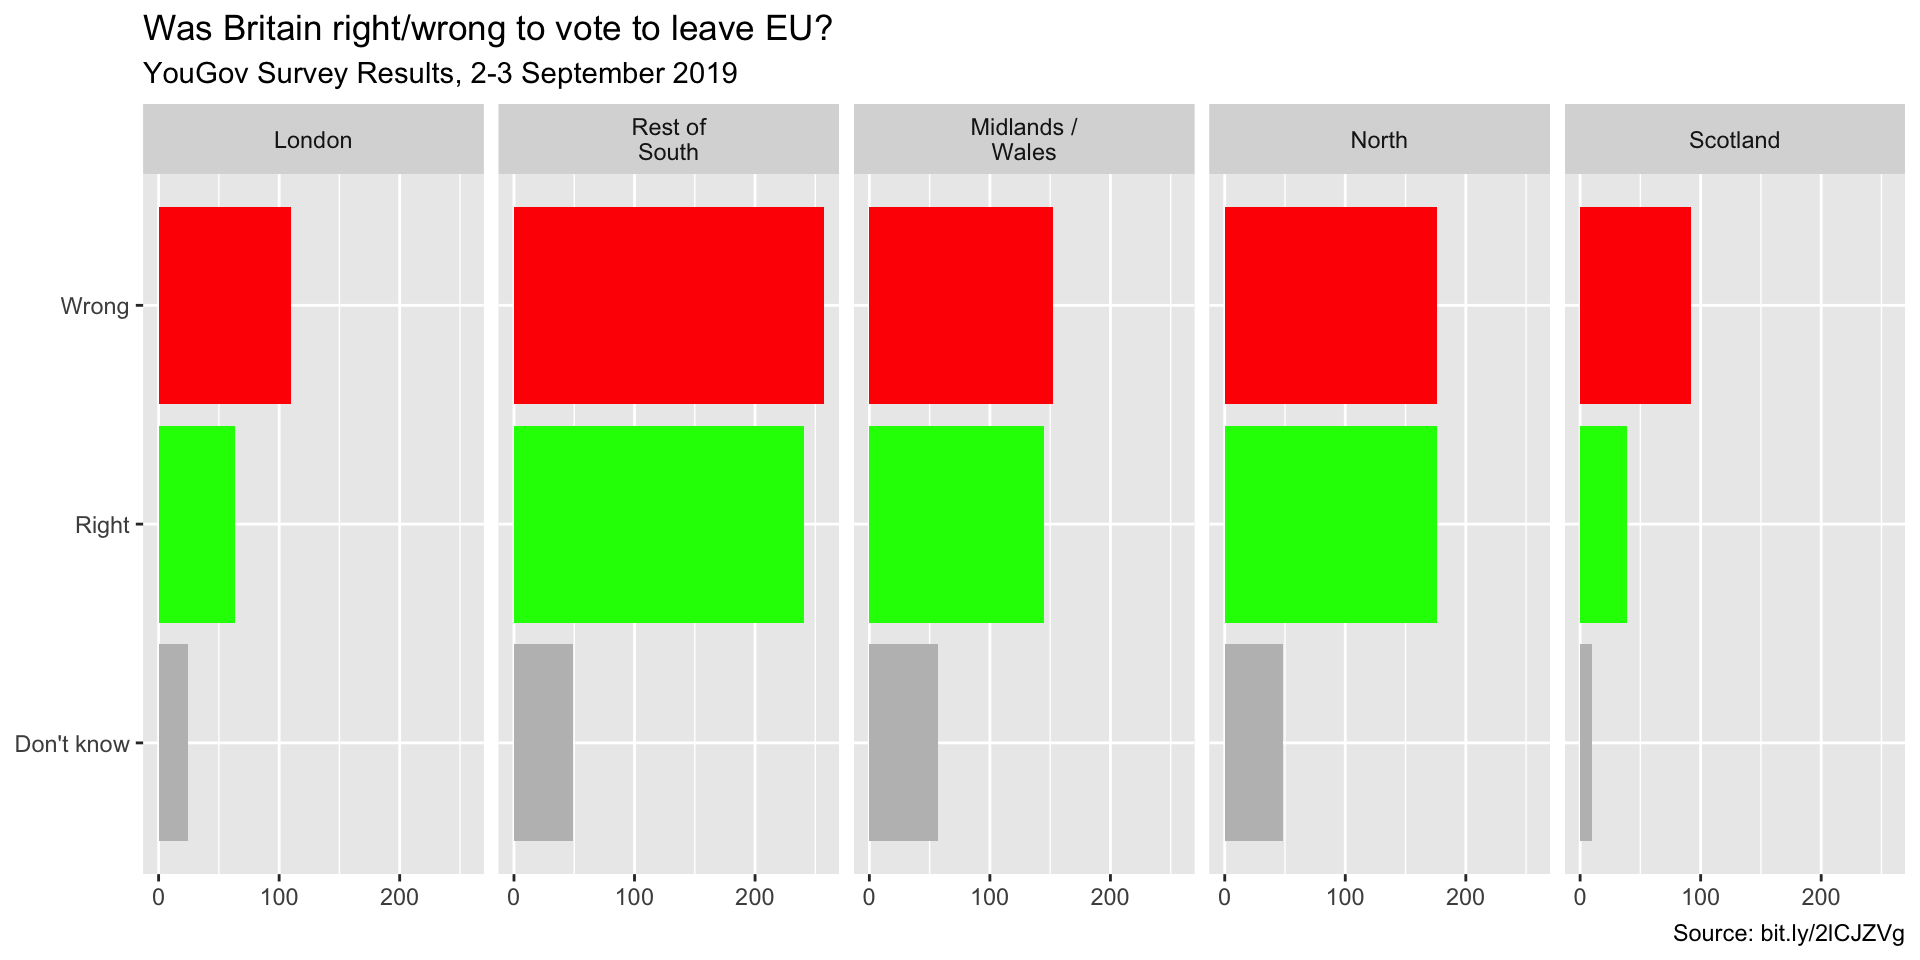 Was Britain right/wrong to vote to leave EU?
YouGov Survey Results, 2-3 September 2019
London
Rest of
South
Midlands /
Wales
North
Scotland
Wrong
Right
Don't know
0 100 200
0 100 200
0 100 200
0 100 200
0 100 200
Source: bit.ly/2lCJZVg